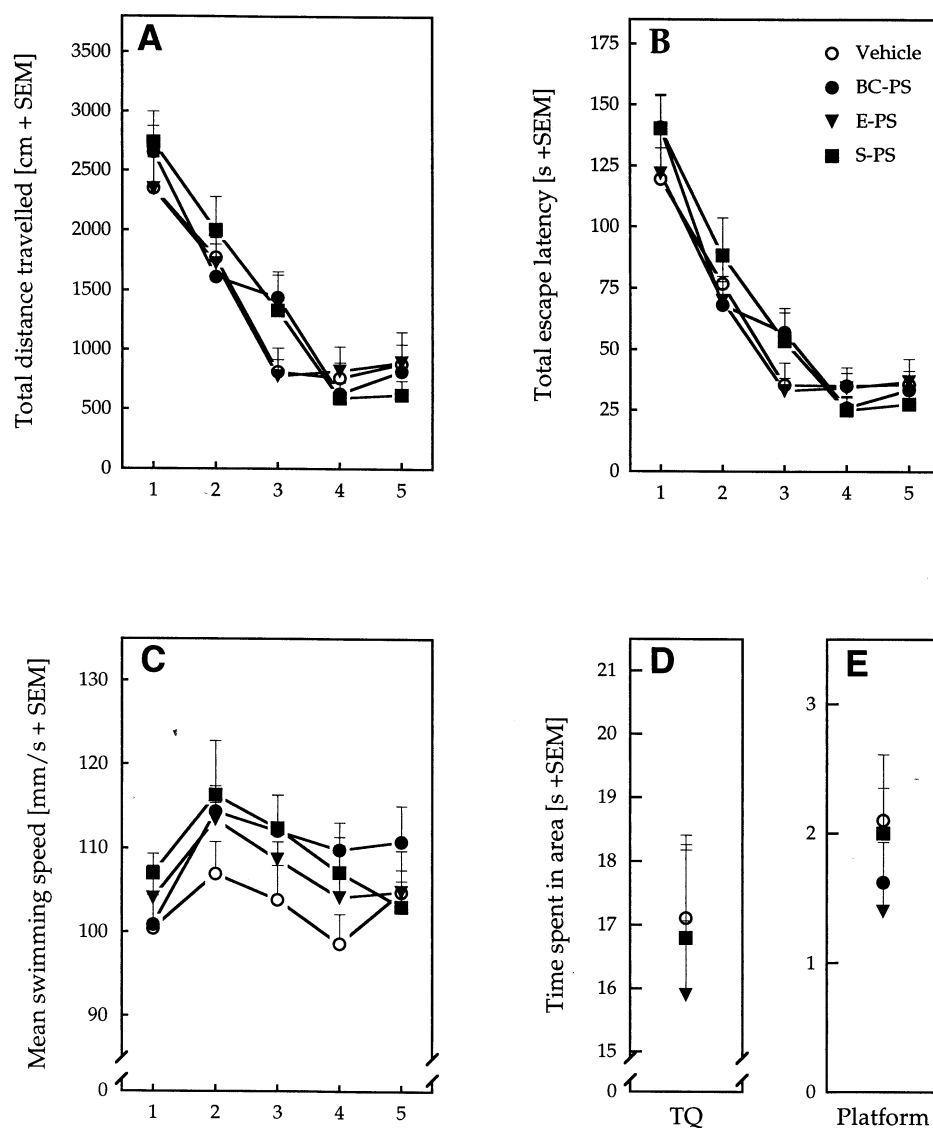 A
Total distance travelled [cm + SEM]
3500
3000
2500
2000
1500
1000
500
0
1 2 3 4 5
B
Total escape latency [s +SEM]
175
150
125
100
75
50
25
0
1 2 3 4 5
Vehicle
BC-PS
E-PS
S-PS
C
Mean swimming speed [mm/s + SEM]
130
120
110
100
90
0
1 2 3 4 5
D
Time spent in area [s +SEM]
21
20
19
18
17
16
15
0
TQ
E
3
2
1
0
Platform